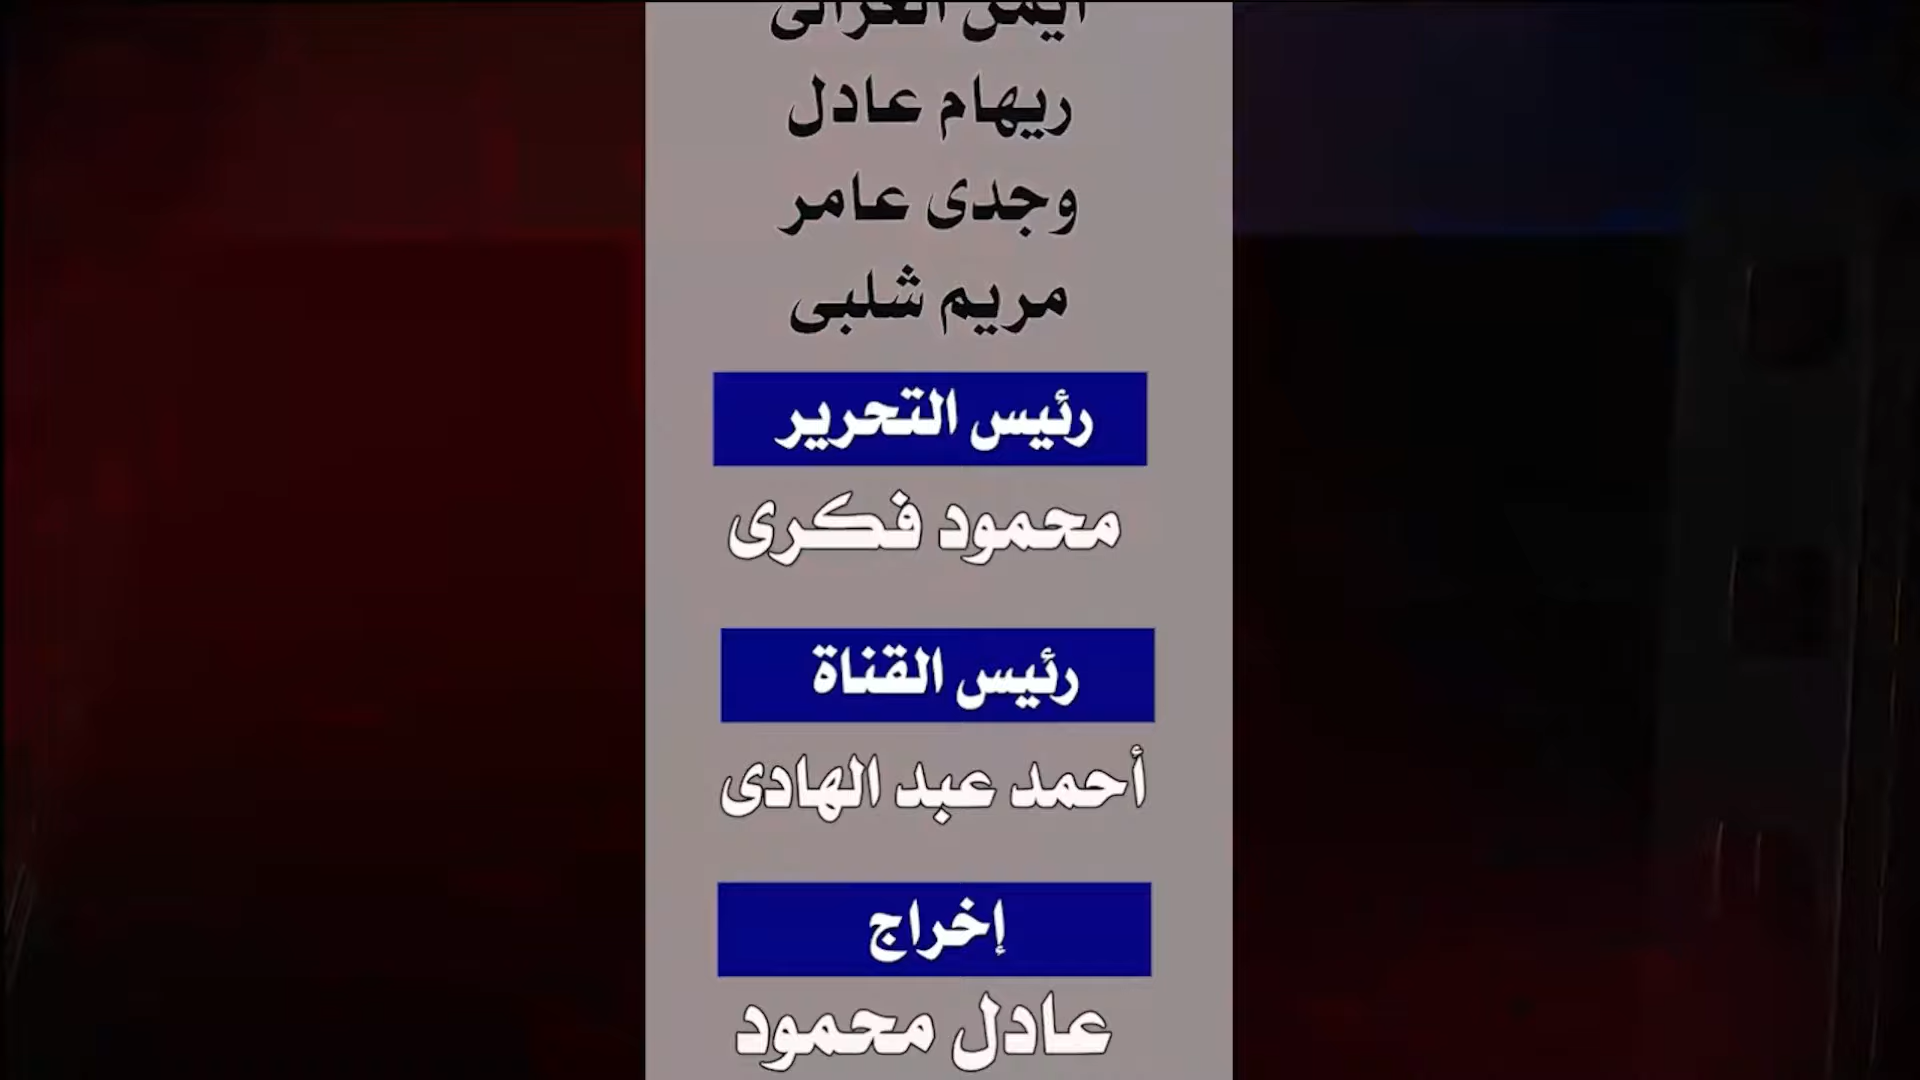 ريهام عادل
وجدى عامر
مريم شلبى
رئيس التحرير
محمود فكرى
رئيس القناة
أحمد عبد الهادى
إخراج
عادل محمود